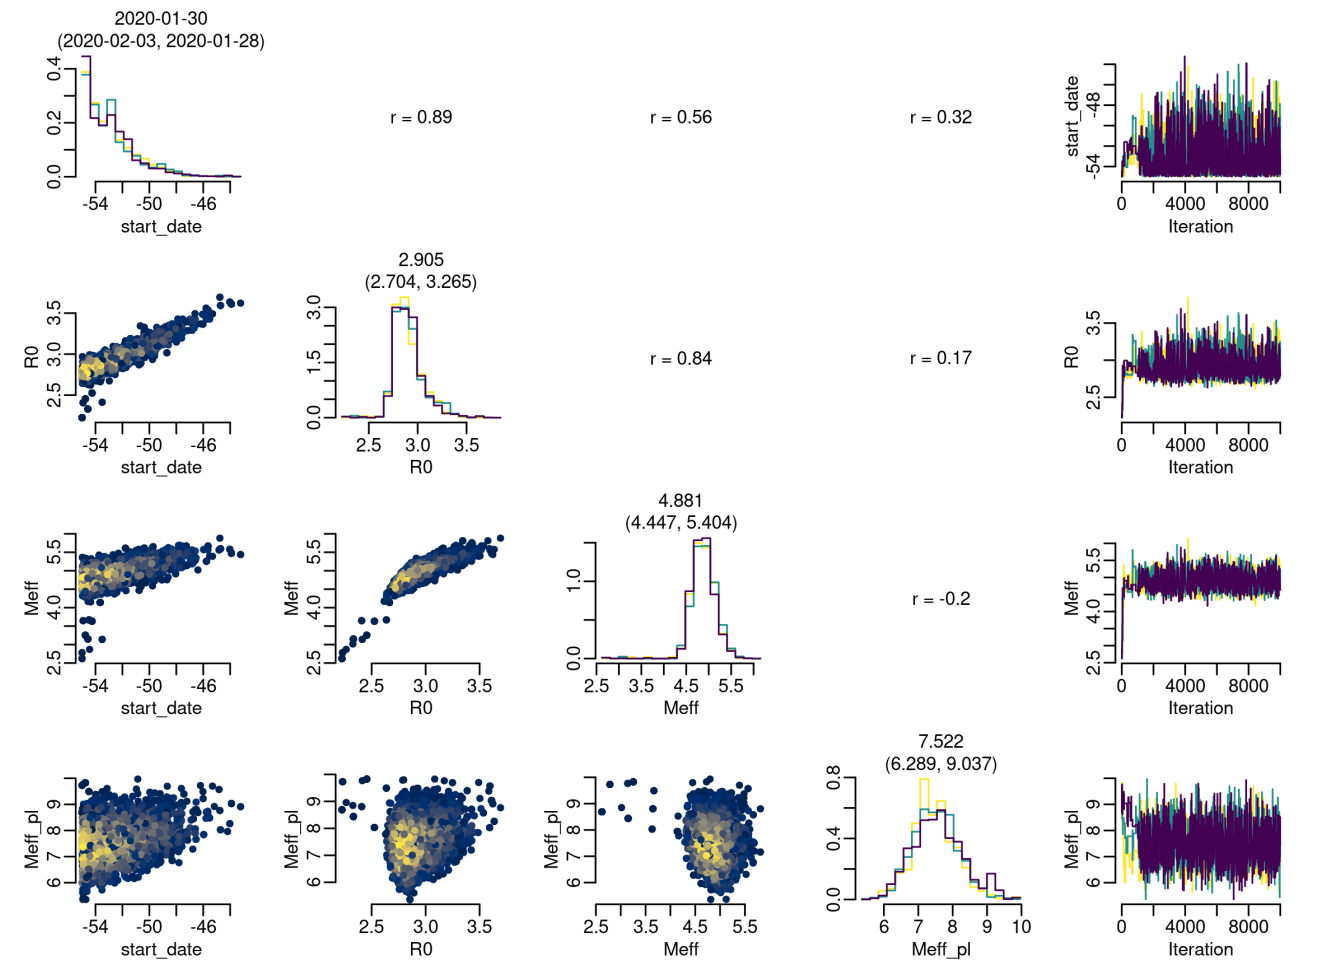 2020-01-30
(2020-02-03, 2020-01-28)
0.0 0.2 0.4
-54 -50 -46
start_date
r = 0.89
r = 0.56
r = 0.32
start_date
-54 -48
0 4000 8000
Iteration
R0
2.5 3.0 3.5
-54 -50 -46
start_date
2.905
(2.704, 3.265)
0.0 1.5 3.0
2.5 3.0 3.5
R0
r = 0.84
r = 0.17
R0
2.5 3.5
0 4000 8000
Iteration
Meff
2.5 4.0 5.5
-54 -50 -46
start_date
Meff
2.5 4.0 5.5
2.5 3.0 3.5
R0
4.881
(4.447, 5.404)
0.0 1.0
2.5 3.5 4.5 5.5
Meff
r = -0.2
Meff
2.5 4.0 5.5
0 4000 8000
Iteration
Meff_pl
6 7 8 9
-54 -50 -46
start_date
Meff_pl
6 7 8 9
2.5 3.0 3.5
R0
Meff_pl
6 7 8 9
2.5 3.5 4.5 5.5
Meff
7.522
(6.289, 9.037)
0.0 0.4 0.8
6 7 8 9 10
Meff_pl
Meff_pl
6 7 8 9
0 4000 8000
Iteration